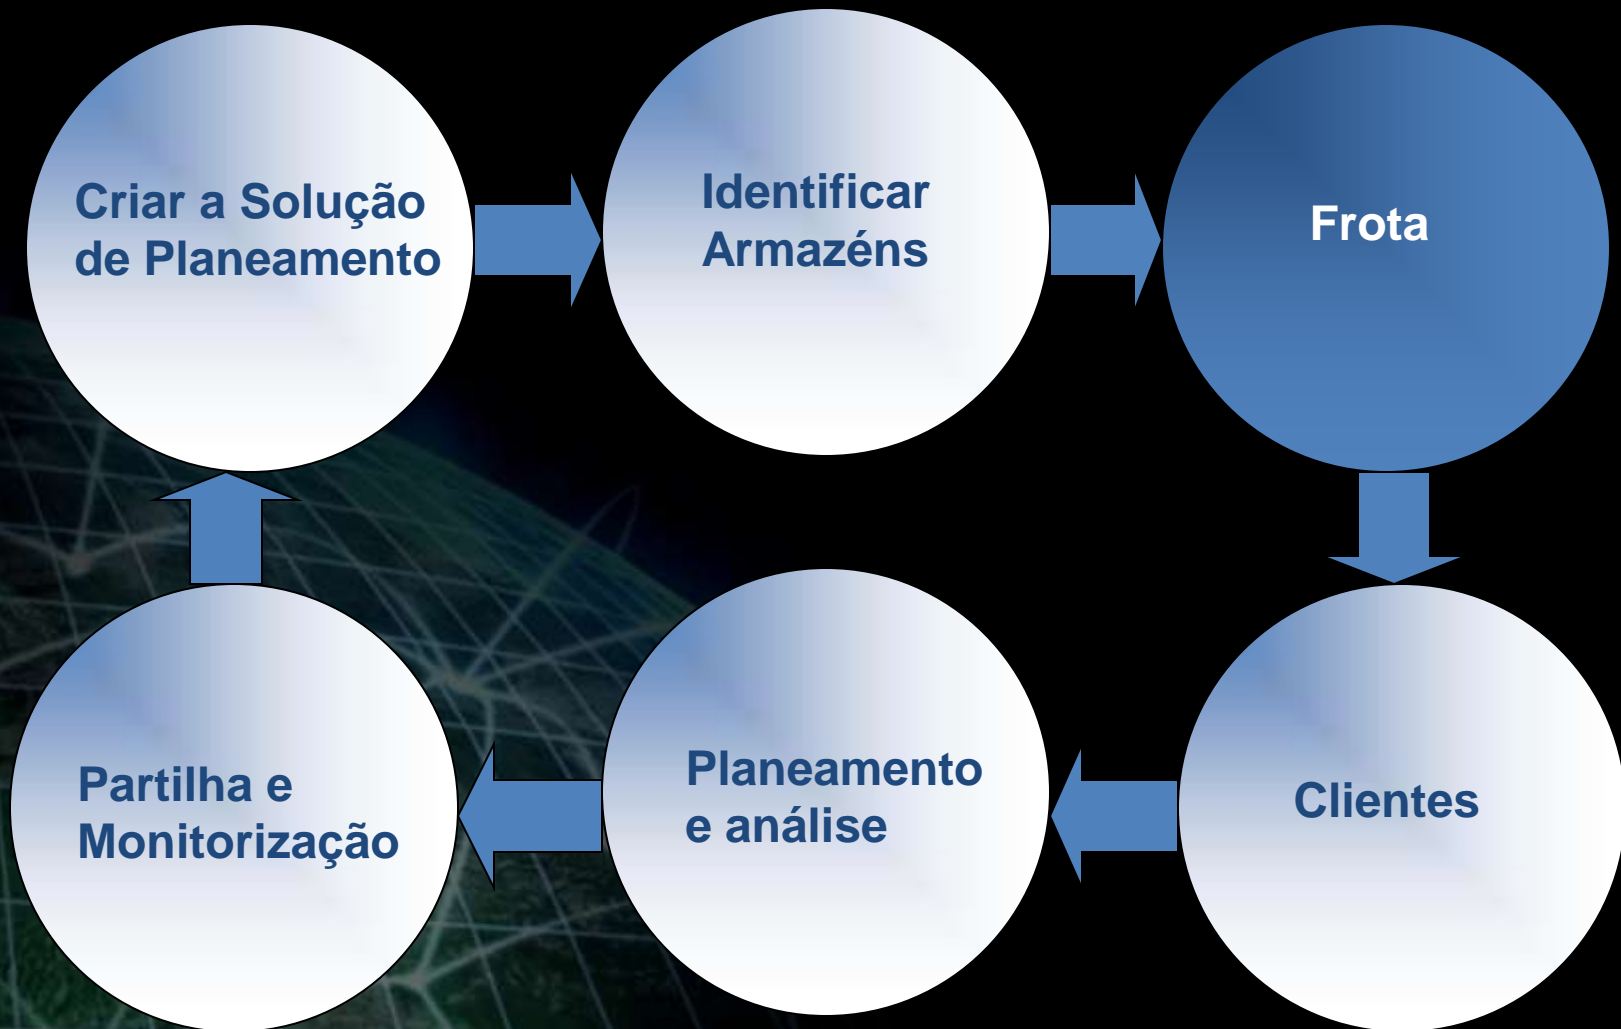 Criar a Solução
de Planeamento
Identificar
Armazéns
Frota
Clientes
Planeamento
e análise
Partilha e
Monitorização